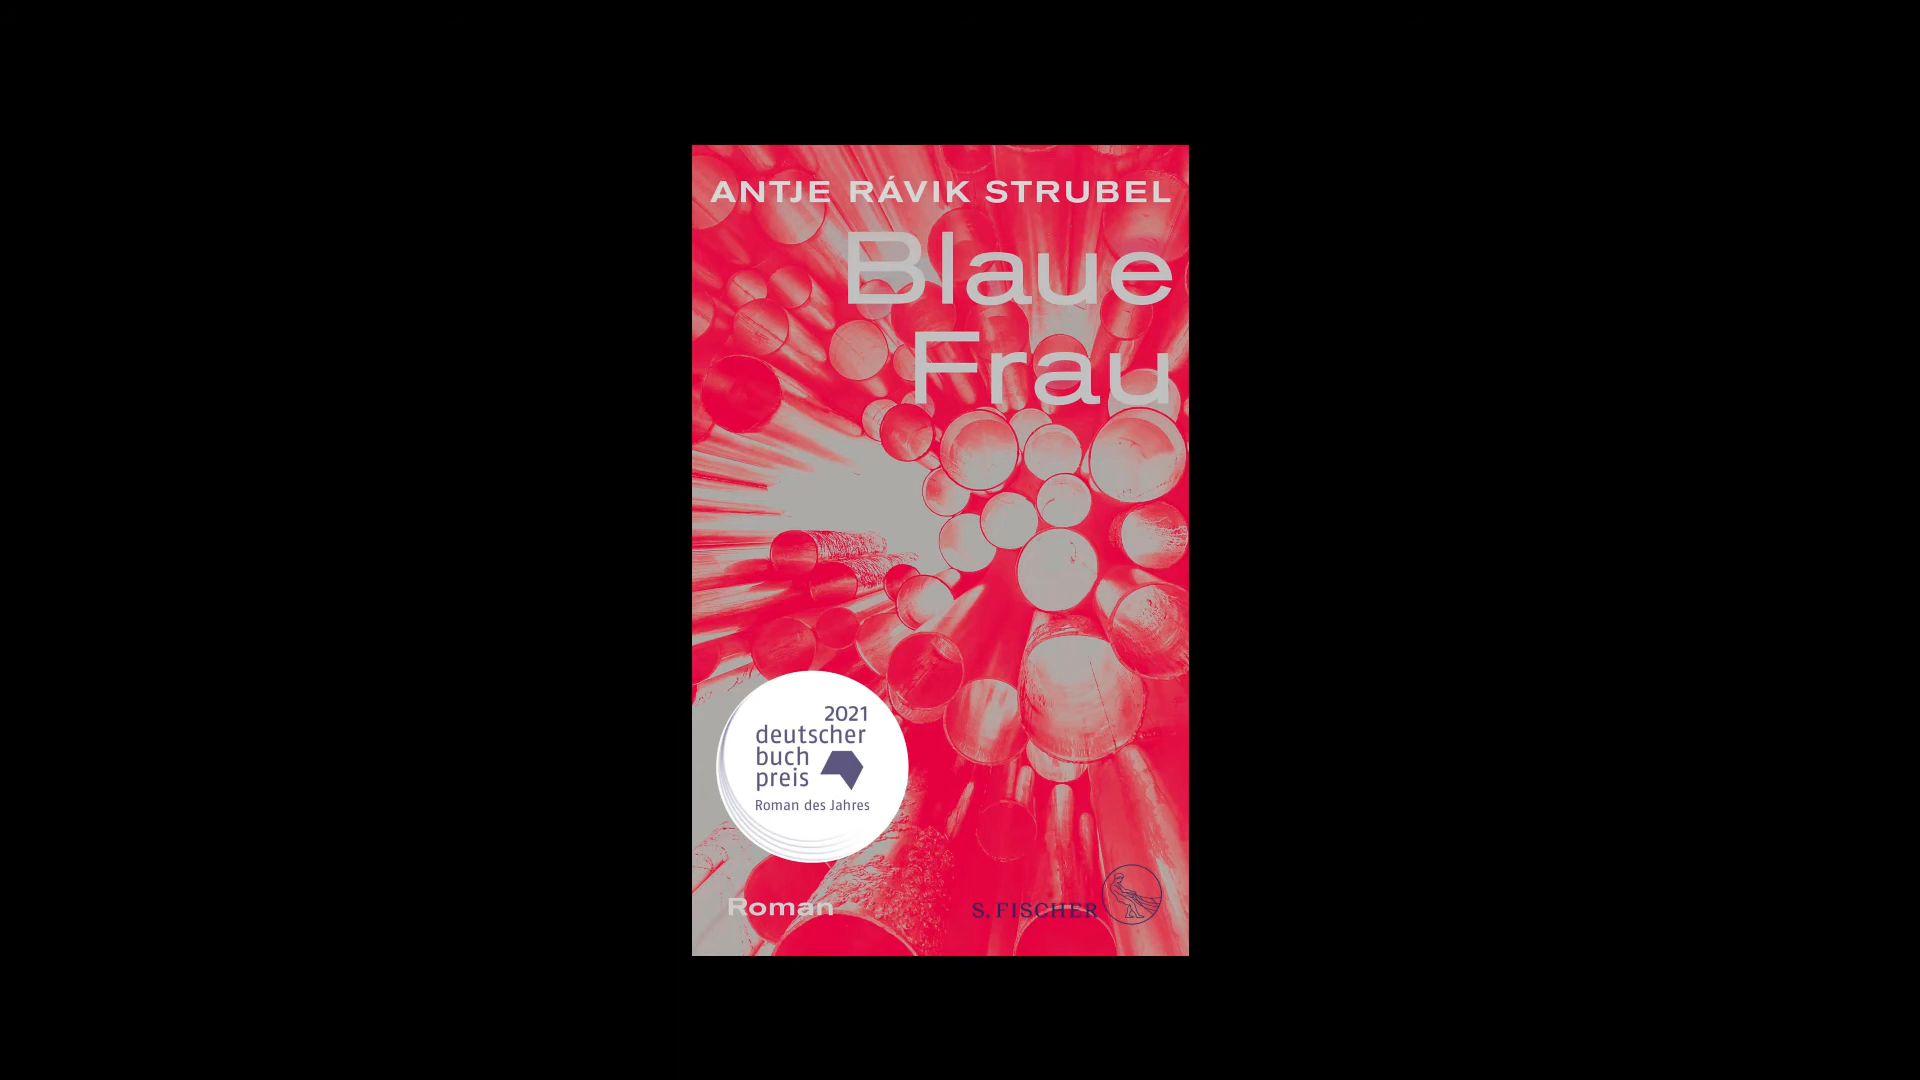 ANTJE RÁVIK STRUBEL
Blaue
Frau
2021
deutscher
buch
preis
Roman des Jahres
Roman
S. FISCHER